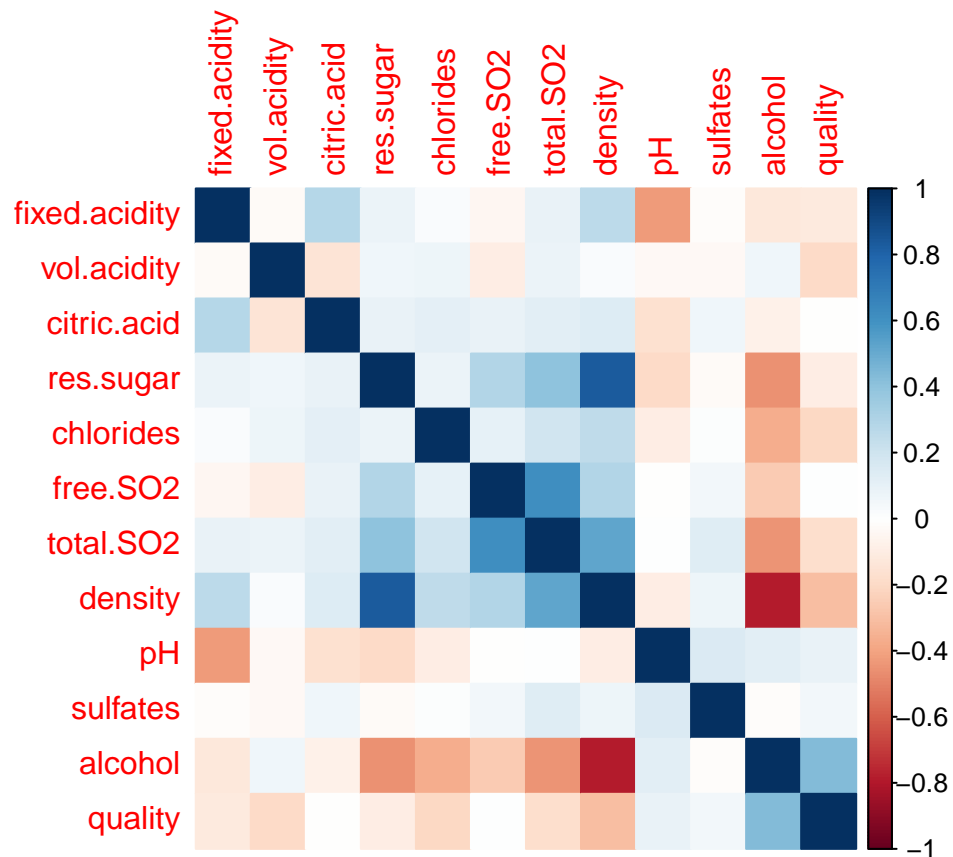 fixed.acidity
vol.acidity
citric.acid
res.sugar
chlorides
free.SO2
total.SO2
density
pH
sulfates
alcohol
quality
fixed.acidity
vol.acidity
citric.acid
res.sugar
chlorides
free.SO2
total.SO2
density
pH
sulfates
alcohol
quality
1
0.8
0.6
0.4
0.2
0
−0.2
−0.4
−0.6
−0.8
−1